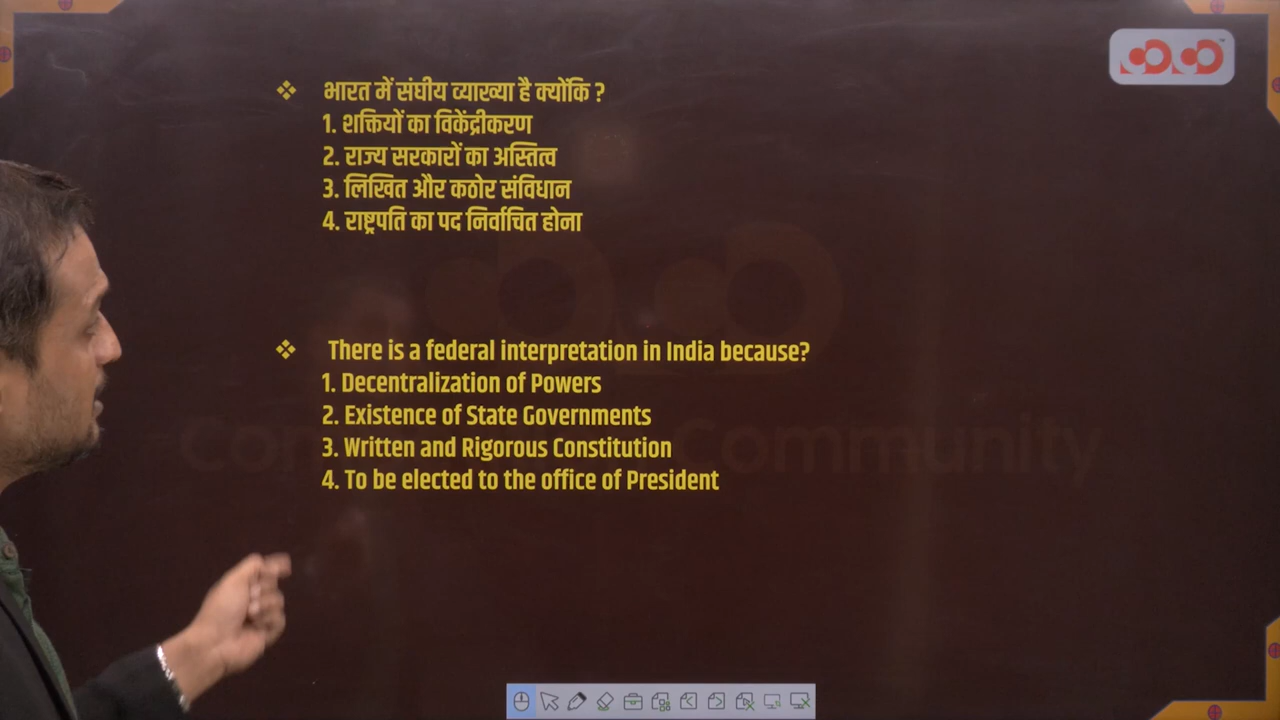 ❖ भारत में संघीय व्याख्या है क्योंकि ?
1. शक्तियों का विकेंद्रीकरण
2. राज्य सरकारों का अस्तित्व
3. लिखित और कठोर संविधान
4. राष्ट्रपति का पद निर्वाचित होना
❖ There is a federal interpretation in India because?
1. Decentralization of Powers
2. Existence of State Governments
3. Written and Rigorous Constitution
4. To be elected to the office of President
Community